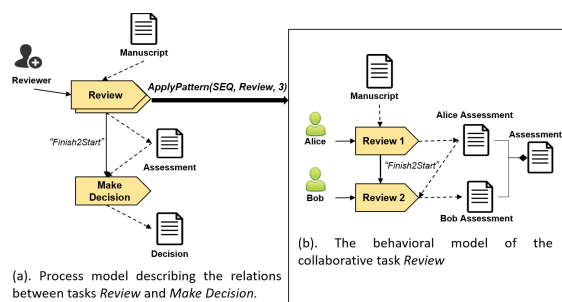 Manuscript
Reviewer
Review
ApplyPattern(SEQ, Review, 3)
"Finish2Start"
Assessment
Make
Decision
Decision
(a). Process model describing the relations
between tasks Review and Make Decision.
Manuscript
Alice
Review 1
Alice Assessment
Assessment
"Finish2Start"
Bob
Review 2
Bob Assessment
(b). The behavioral model of the
collaborative task Review